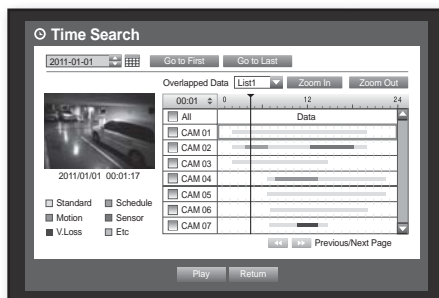 Time Search
2011-01-01
Go to First
Go to Last
Overlapped Data
List1
Zoom In
Zoom Out
00:01
0
12
24
All
Data
CAM 01
CAM 02
CAM 03
CAM 04
CAM 05
CAM 06
CAM 07
2011/01/01 00:01:17
Standard
Schedule
Motion
Sensor
V.Loss
Etc
Previous/Next Page
Play
Return